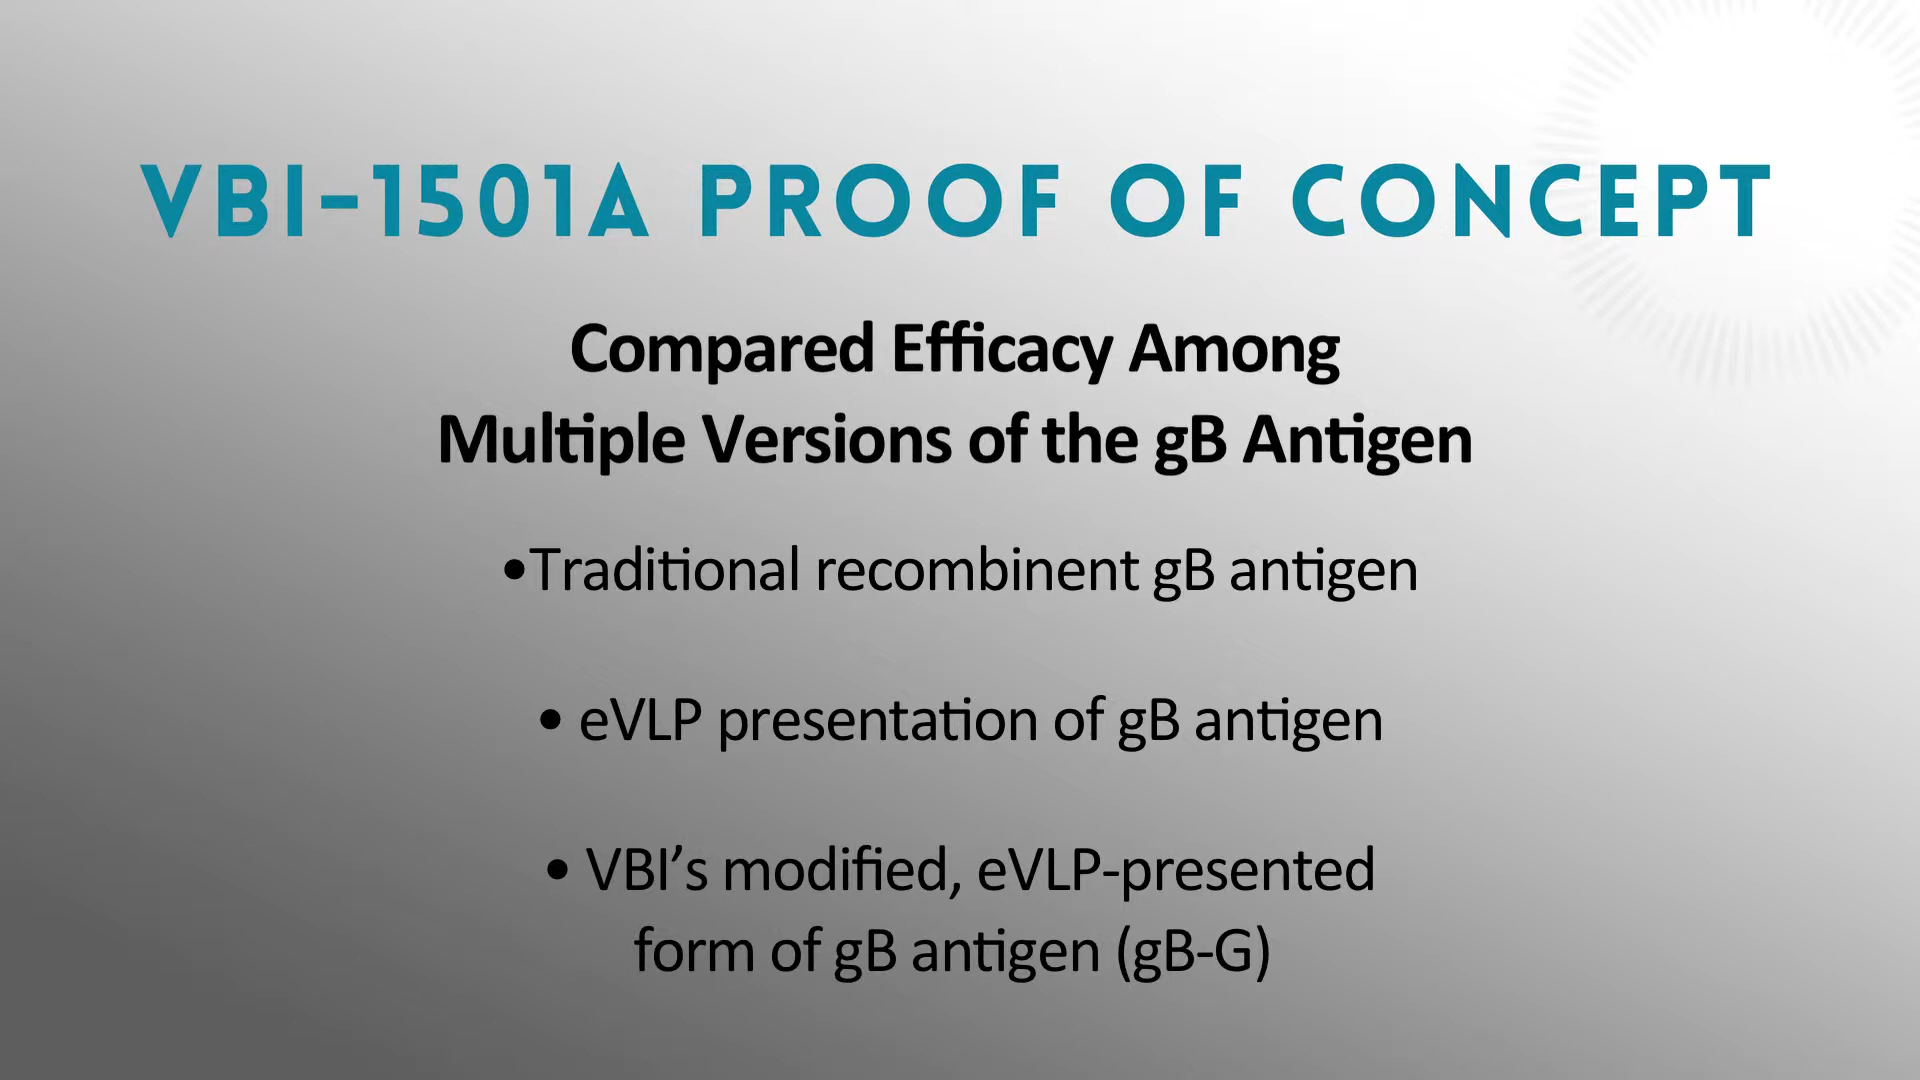 VBI-1501A PROOF OF CONCEPT
Compared Efficacy Among
Multiple Versions of the gB Antigen
•Traditional recombinent gB antigen
• eVLP presentation of gB antigen
• VBI’s modified, eVLP-presented
form of gB antigen (gB-G)